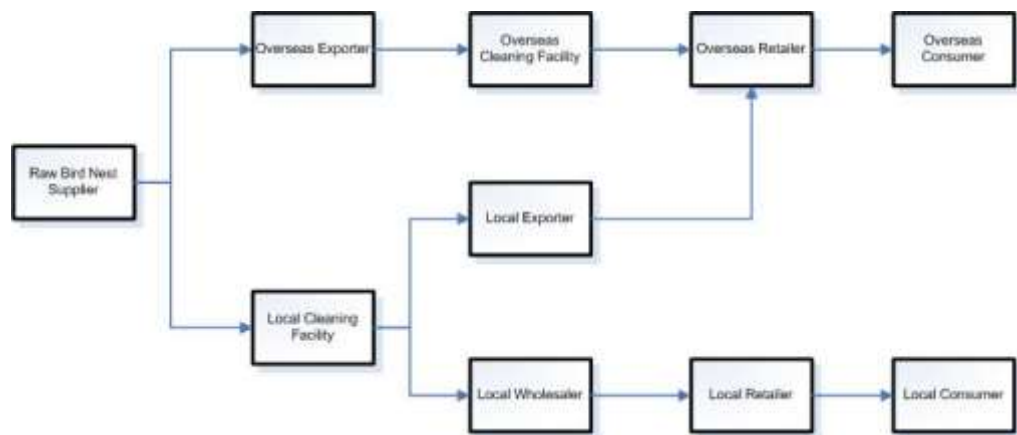 Overseas Exporter
Overseas
Cleaning Facility
Overseas Retailer
Overseas
Consumer
Raw Bird Nest
Supplier
Local Exporter
Local Cleaning
Facility
Local Wholesaler
Local Retailer
Local Consumer